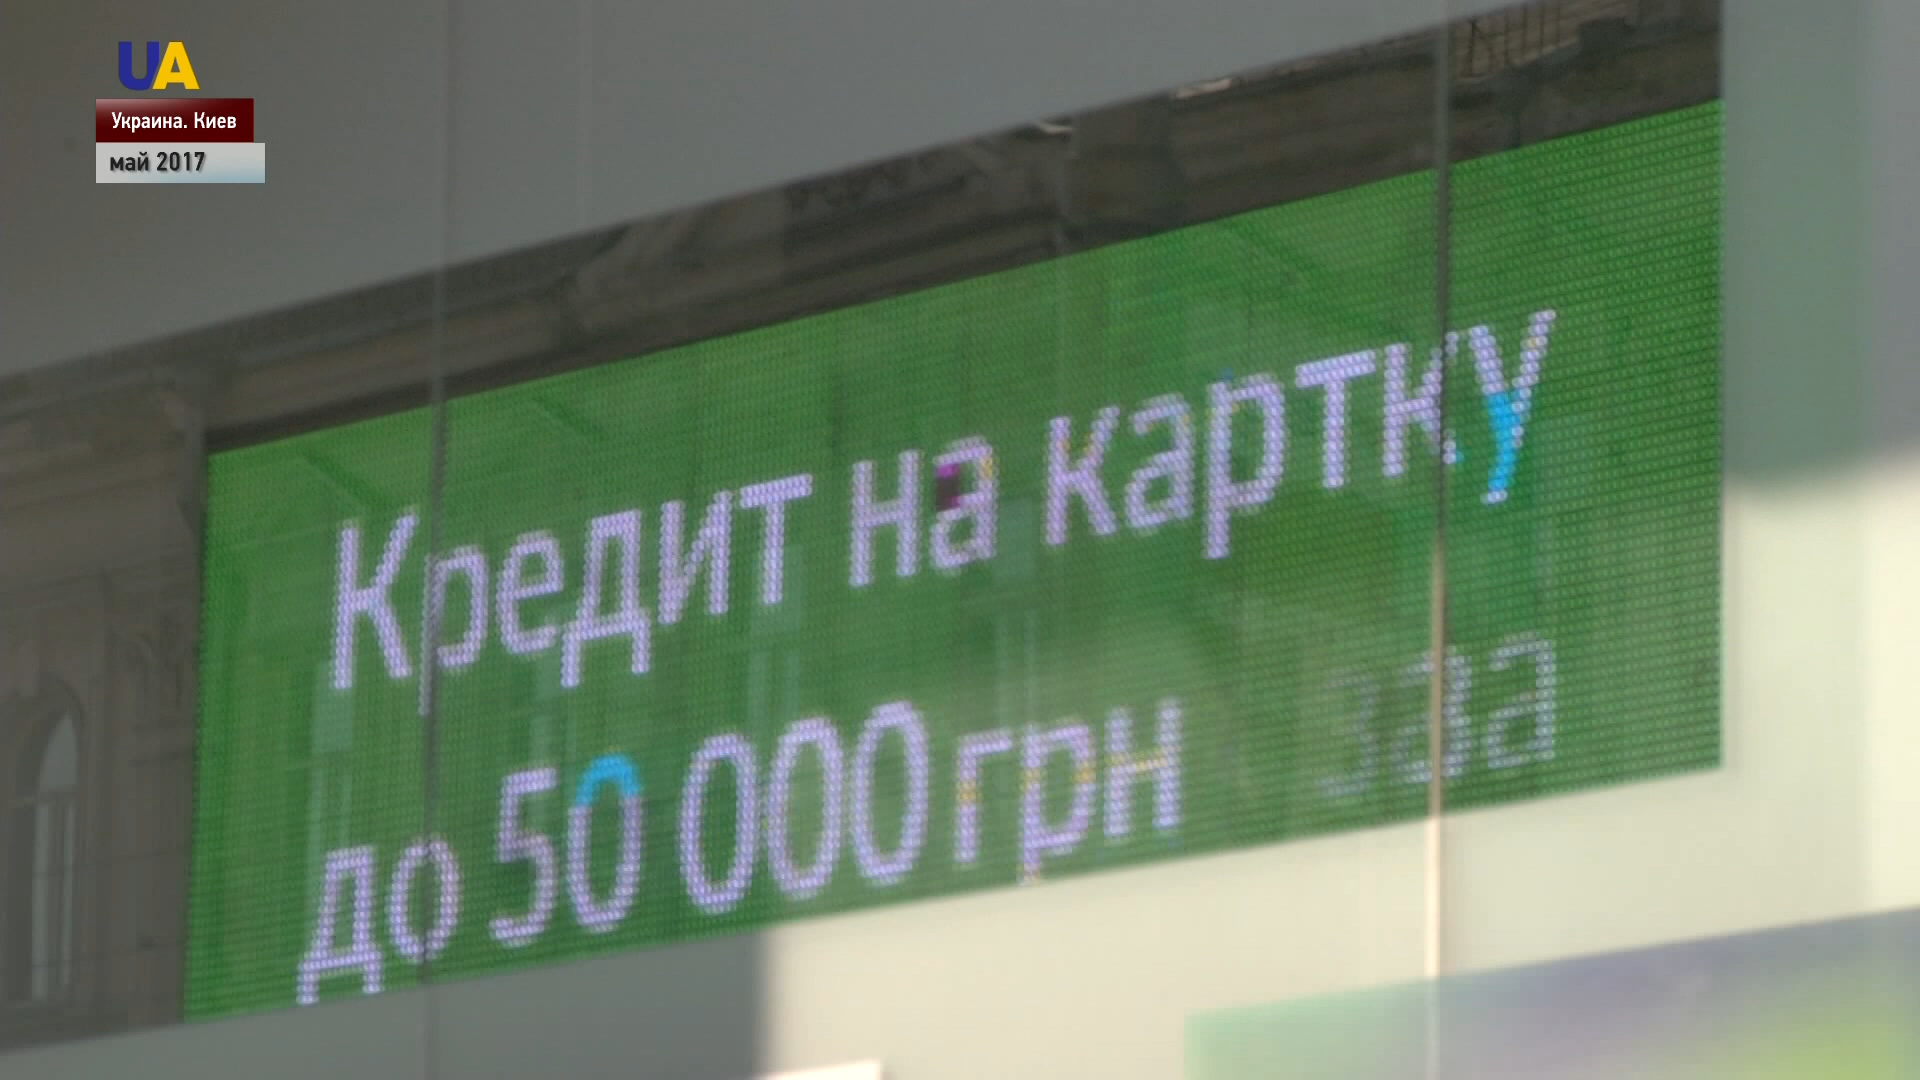 UA
Украина. Киев
май 2017
Кредит на картку
до 50 000 грн